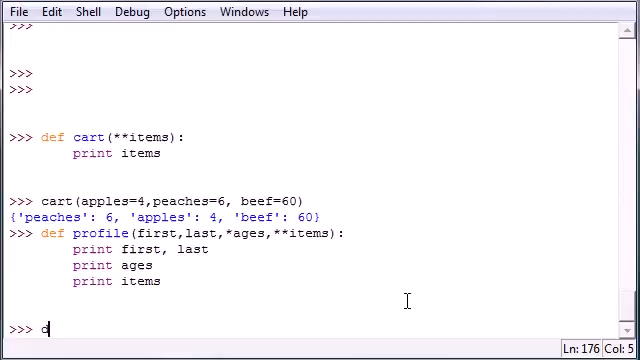 File Edit Shell Debug Options Windows Help
>>>
>>>
>>>
>>> def cart(**items):
print items
>>> cart(apples=4,peaches=6, beef=60)
{'peaches': 6, 'apples': 4, 'beef': 60}
>>> def profile(first,last,*ages,**items):
print first, last
print ages
print items
>>> d
Ln: 176 Col: 5